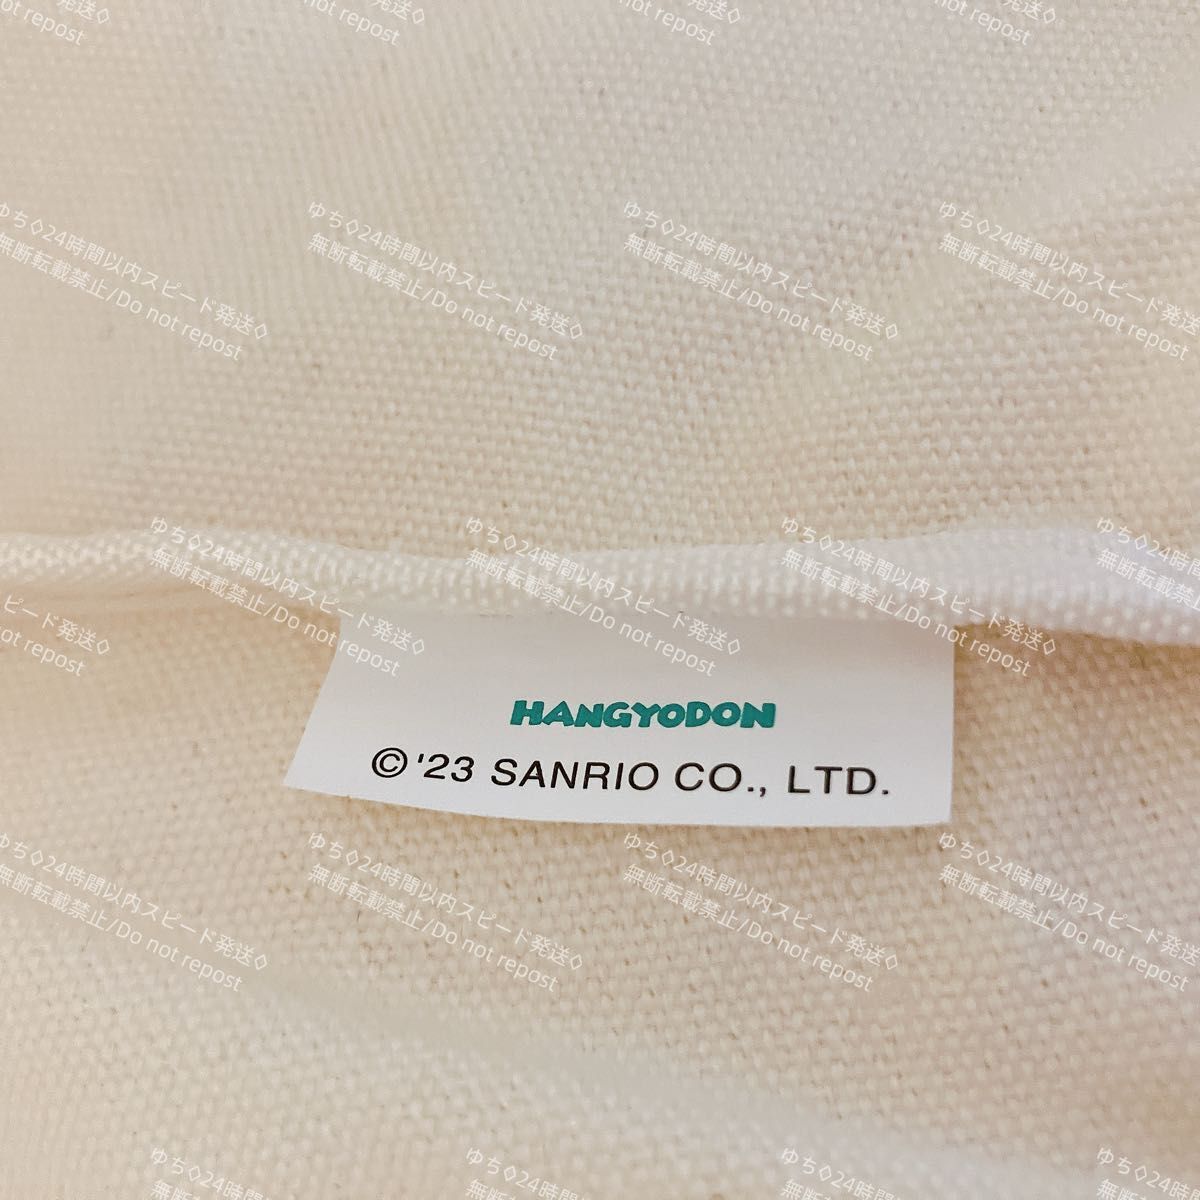 ゆち◇24時間以内スピード発送◇
無断転載禁止/Do not repost
HANGYODON
© '23 SANRIO CO., LTD.